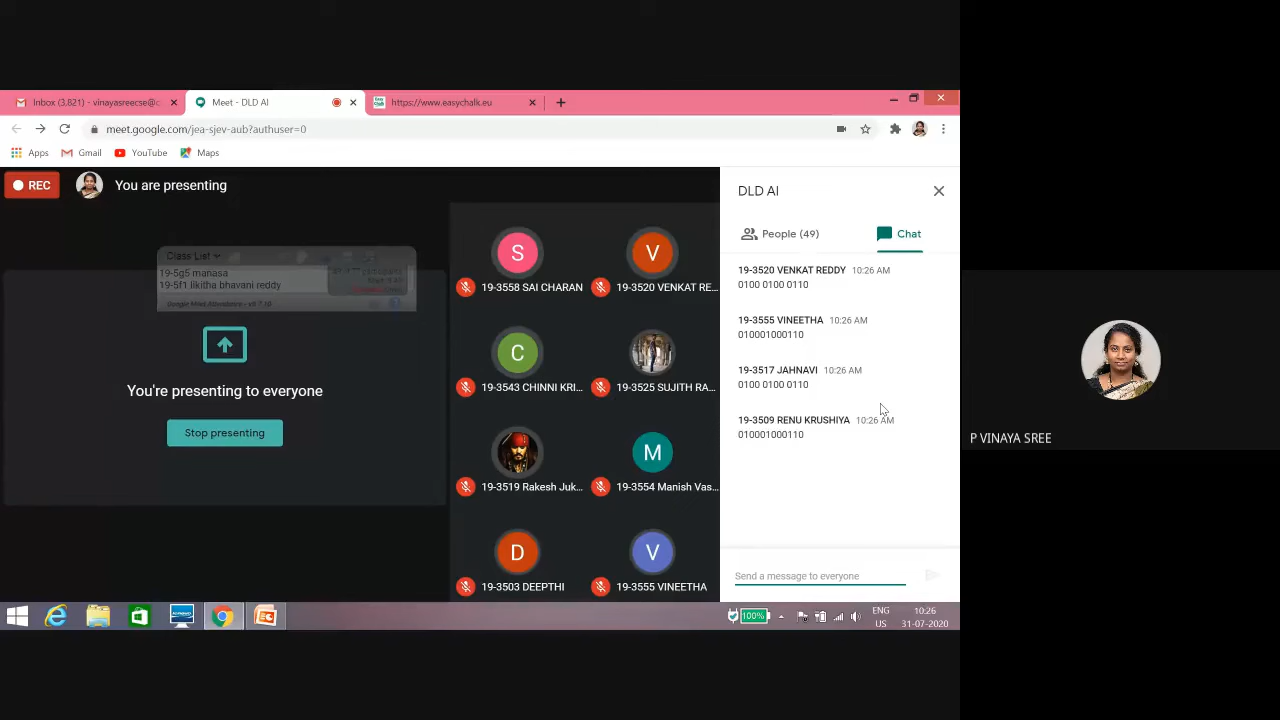 Inbox (3,821) - vinayasreecse@c
Meet - DLD AI
https://www.easychalk.eu
meet.google.com/jea-sjev-aub?authuser=0
Apps
Gmail
YouTube
Maps
REC
You are presenting
Class List
19-5g5 manasa
19-5f1 likitha bhavani reddy
Google Meet Attendance
You're presenting to everyone
Stop presenting
S
19-3558 SAI CHARAN
V
19-3520 VENKAT RE...
C
19-3543 CHINNI KRI...
19-3525 SUJITH RA...
19-3519 Rakesh Juk...
M
19-3554 Manish Vas...
D
19-3503 DEEPTHI
V
19-3555 VINEETHA
DLD AI
People (49)
Chat
19-3520 VENKAT REDDY 10:26 AM
0100 0100 0110
19-3555 VINEETHA 10:26 AM
010001000110
19-3517 JAHNAVI 10:26 AM
0100 0100 0110
19-3509 RENU KRUSHIYA 10:26 AM
010001000110
Send a message to everyone
P VINAYA SREE
100%
ENG
US
10:26
31-07-2020